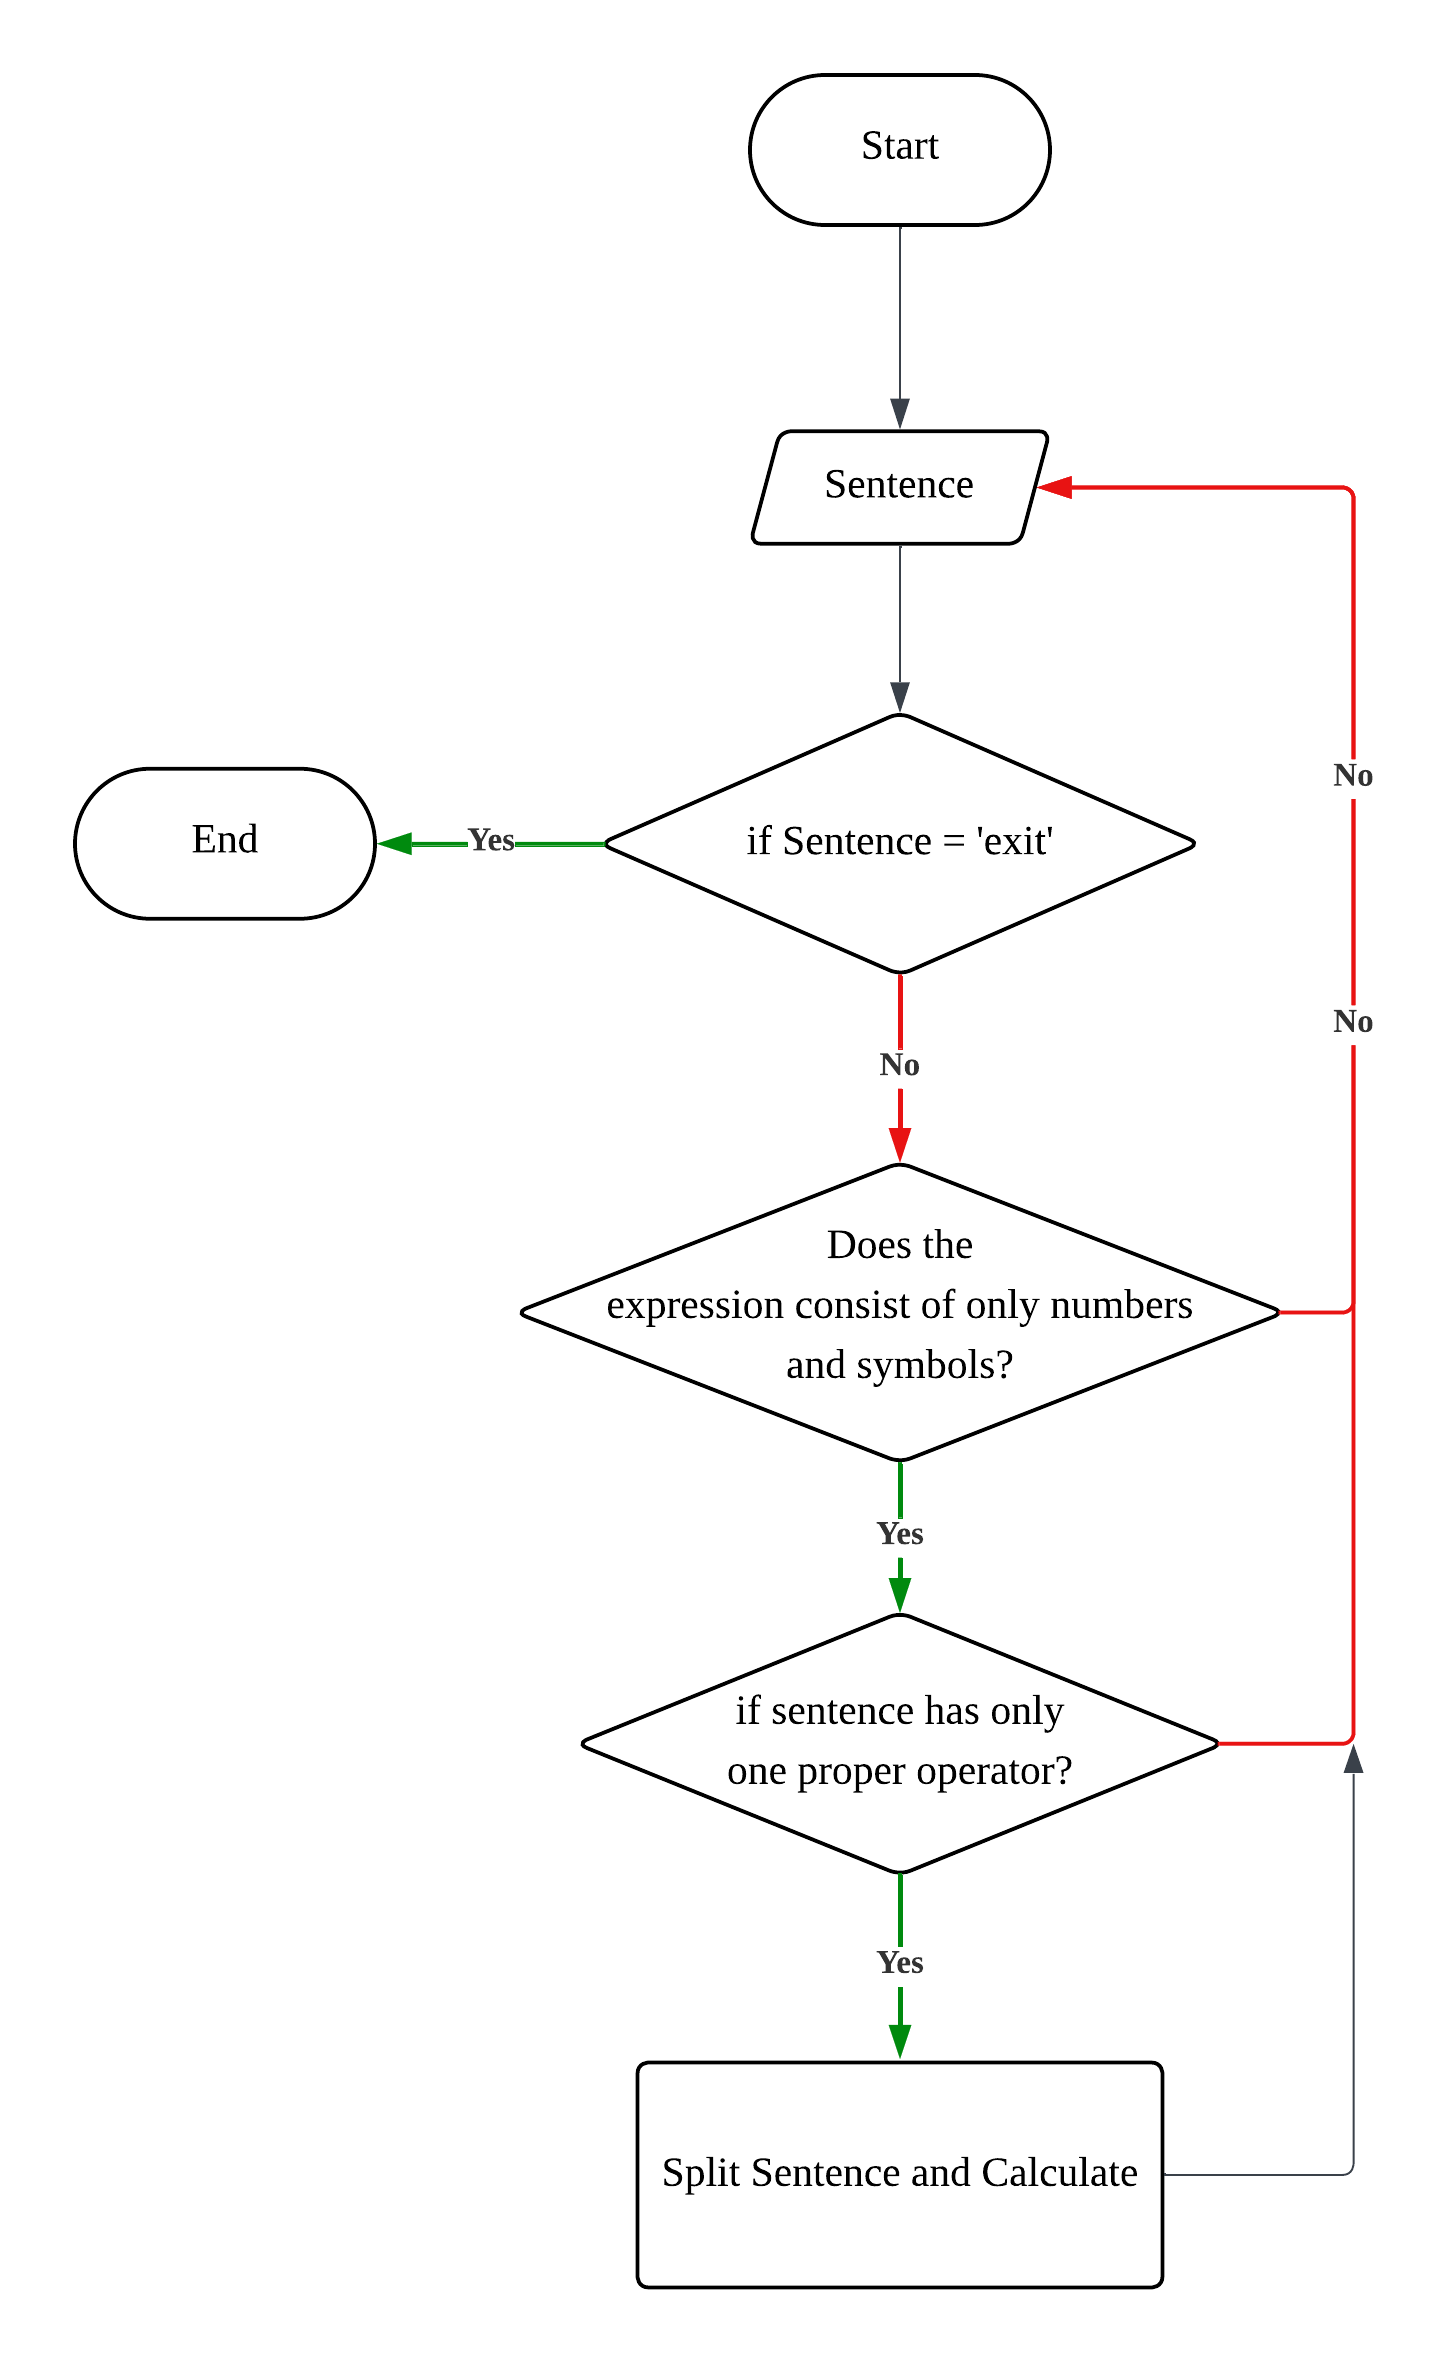 Start
Sentence
No
End
Yes
if Sentence = 'exit'
No
No
Does the
expression consist of only numbers
and symbols?
Yes
if sentence has only
one proper operator?
Yes
Split Sentence and Calculate